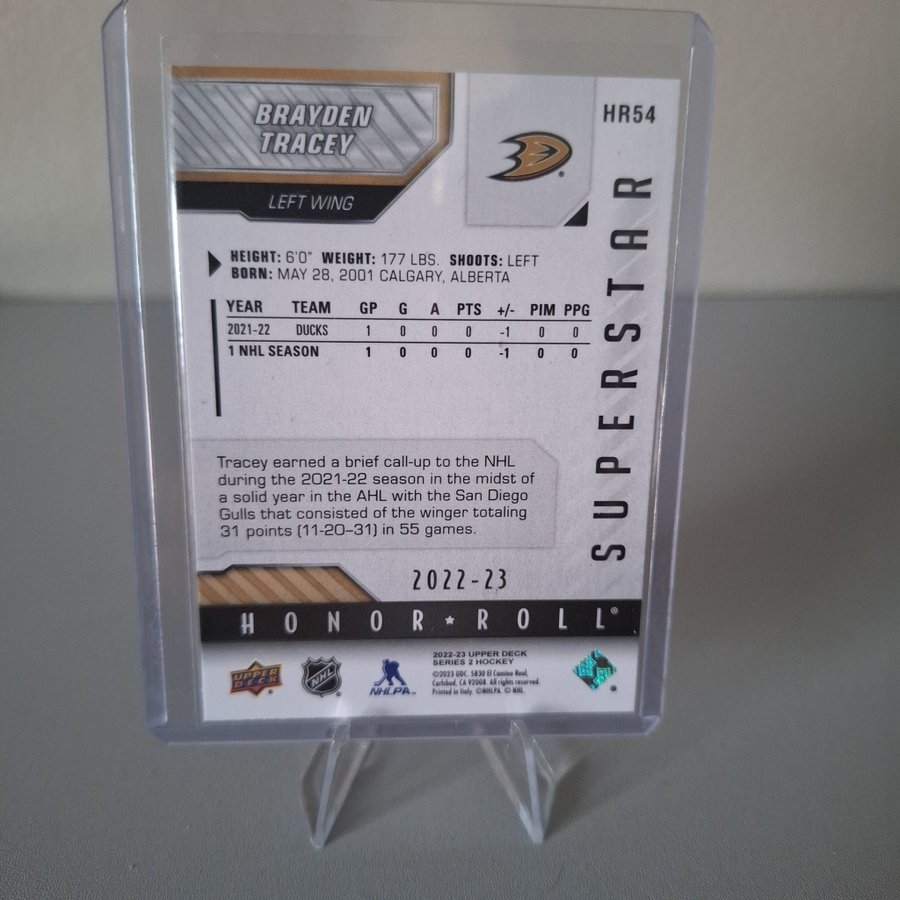 BRAYDEN
TRACEY
LEFT WING
HR54
SUPERSTAR
HEIGHT: 6'0" WEIGHT: 177 LBS. SHOOTS: LEFT
BORN: MAY 28, 2001 CALGARY, ALBERTA
YEAR TEAM GP G A PTS +/- PIM PPG
2021-22 DUCKS 1 0 0 0 -1 0 0
1 NHL SEASON 1 0 0 0 -1 0 0
Tracey earned a brief call-up to the NHL
during the 2021-22 season in the midst of
a solid year in the AHL with the San Diego
Gulls that consisted of the winger totaling
31 points (11-20–31) in 55 games.
2022-23
HONOR ★ ROLL®
UPPER
DECK
NHL
NHLPA
2022-23 UPPER DECK
SERIES 2 HOCKEY
©2023 UDC. 5830 El Camino Real,
Carlsbad, CA 92008. All rights reserved.
Printed in Italy. ©NHLPA. © NHL.